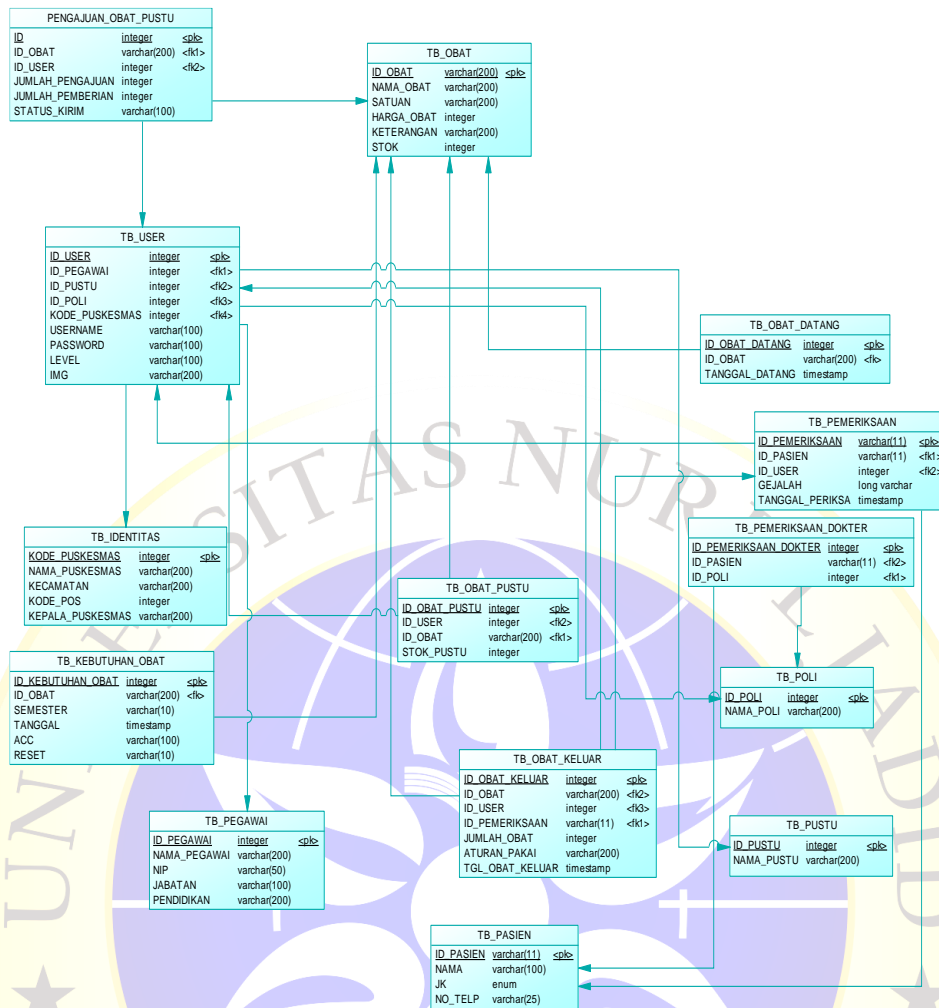 PENGAJUAN_OBAT_PUSTU
ID integer <pk>
ID_OBAT varchar(200) <fk1>
ID_USER integer <fk2>
JUMLAH_PENGAJUAN integer
JUMLAH_PEMBERIAN integer
STATUS_KIRIM varchar(100)
TB_OBAT
ID_OBAT varchar(200) <pk>
NAMA_OBAT varchar(200)
SATUAN varchar(200)
HARGA_OBAT integer
KETERANGAN varchar(200)
STOK integer
TB_USER
ID_USER integer <pk>
ID_PEGAWAI integer <fk1>
ID_PUSTU integer <fk2>
ID_POLI integer <fk3>
KODE_PUSKESMAS integer <fk4>
USERNAME varchar(100)
PASSWORD varchar(100)
LEVEL varchar(100)
IMG varchar(200)
TB_OBAT_DATANG
ID_OBAT_DATANG integer <pk>
ID_OBAT varchar(200) <fk>
TANGGAL_DATANG timestamp
TB_PEMERIKSAAN
ID_PEMERIKSAAN varchar(11) <pk>
ID_PASIEN varchar(11) <fk1>
ID_USER integer <fk2>
GEJALAH long varchar
TANGGAL_PERIKSA timestamp
TB_IDENTITAS
KODE_PUSKESMAS integer <pk>
NAMA_PUSKESMAS varchar(200)
KECAMATAN varchar(200)
KODE_POS integer
KEPALA_PUSKESMAS varchar(200)
TB_PEMERIKSAAN_DOKTER
ID_PEMERIKSAAN_DOKTER integer <pk>
ID_PASIEN varchar(11) <fk2>
ID_POLI integer <fk1>
TB_OBAT_PUSTU
ID_OBAT_PUSTU integer <pk>
ID_USER integer <fk2>
ID_OBAT varchar(200) <fk1>
STOK_PUSTU integer
TB_KEBUTUHAN_OBAT
ID_KEBUTUHAN_OBAT integer <pk>
ID_OBAT varchar(200) <fk>
SEMESTER varchar(10)
TANGGAL timestamp
ACC varchar(100)
RESET varchar(10)
TB_POLI
ID_POLI integer <pk>
NAMA_POLI varchar(200)
TB_OBAT_KELUAR
ID_OBAT_KELUAR integer <pk>
ID_OBAT varchar(200) <fk2>
ID_USER integer <fk3>
ID_PEMERIKSAAN varchar(11) <fk1>
JUMLAH_OBAT integer
ATURAN_PAKAI varchar(200)
TGL_OBAT_KELUAR timestamp
TB_PEGAWAI
ID_PEGAWAI integer <pk>
NAMA_PEGAWAI varchar(200)
NIP varchar(50)
JABATAN varchar(100)
PENDIDIKAN varchar(200)
TB_PUSTU
ID_PUSTU integer <pk>
NAMA_PUSTU varchar(200)
TB_PASIEN
ID_PASIEN varchar(11) <pk>
NAMA varchar(100)
JK enum
NO_TELP varchar(25)